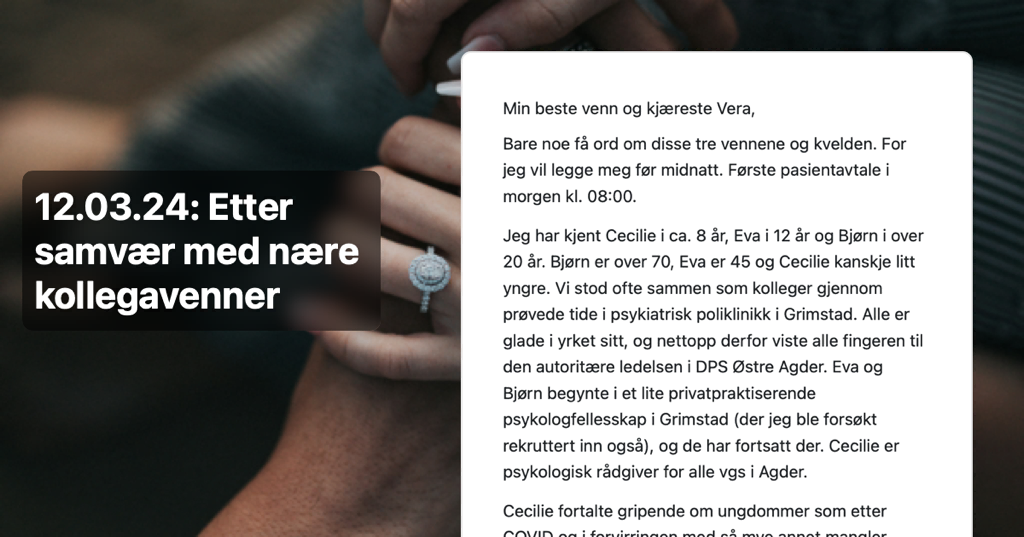 12.03.24: Etter
samvær med nære
kollegavenner
Min beste venn og kjæreste Vera,
Bare noe få ord om disse tre vennene og kvelden. For
jeg vil legge meg før midnatt. Første pasientavtale i
morgen kl. 08:00.
Jeg har kjent Cecilie i ca. 8 år, Eva i 12 år og Bjørn i over
20 år. Bjørn er over 70, Eva er 45 og Cecilie kanskje litt
yngre. Vi stod ofte sammen som kolleger gjennom
prøvede tide i psykiatrisk poliklinikk i Grimstad. Alle er
glade i yrket sitt, og nettopp derfor viste alle fingeren til
den autoritære ledelsen i DPS Østre Agder. Eva og
Bjørn begynte i et lite privatpraktiserende
psykologfellesskap i Grimstad (der jeg ble forsøkt
rekruttert inn også), og de har fortsatt der. Cecilie er
psykologisk rådgiver for alle vgs i Agder.
Cecilie fortalte gripende om ungdommer som etter
COVID og i forvirringen med så mye annet mangler